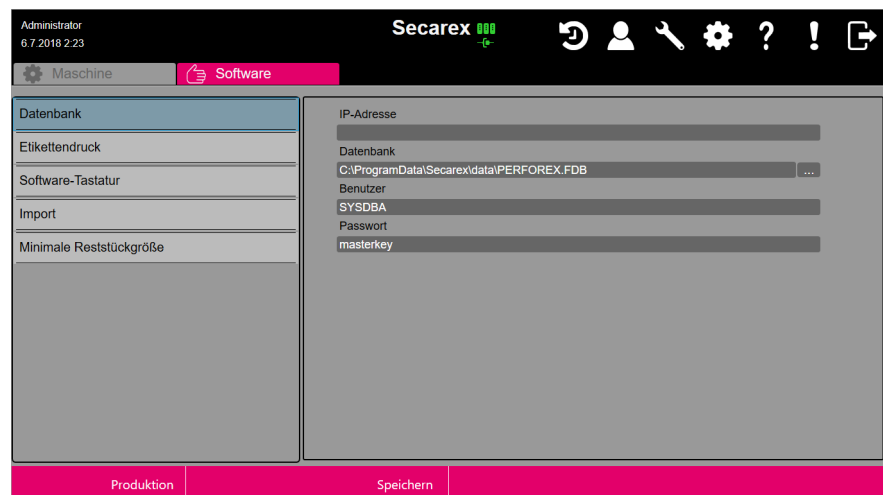 Administrator
6.7.2018 2:23
Secarex
?
!
Maschine
Software
Datenbank
Etikettendruck
Software-Tastatur
Import
Minimale Reststückgröße
IP-Adresse
Datenbank
C:\ProgramData\Secarex\data\PERFOREX.FDB
...
Benutzer
SYSDBA
Passwort
masterkey
Produktion
Speichern